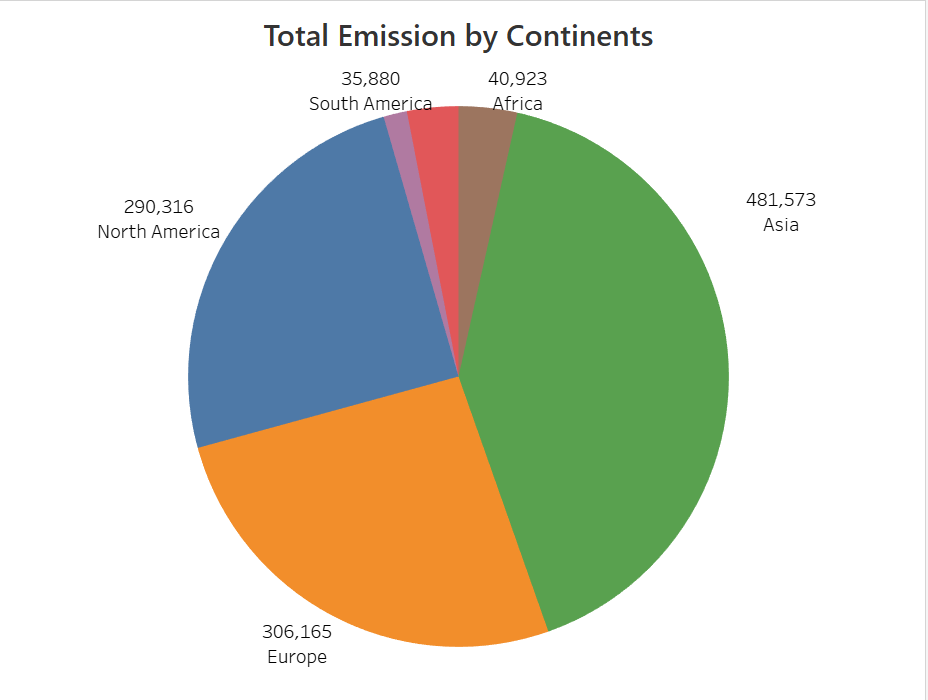 Total Emission by Continents
35,880
South America
40,923
Africa
290,316
North America
481,573
Asia
306,165
Europe